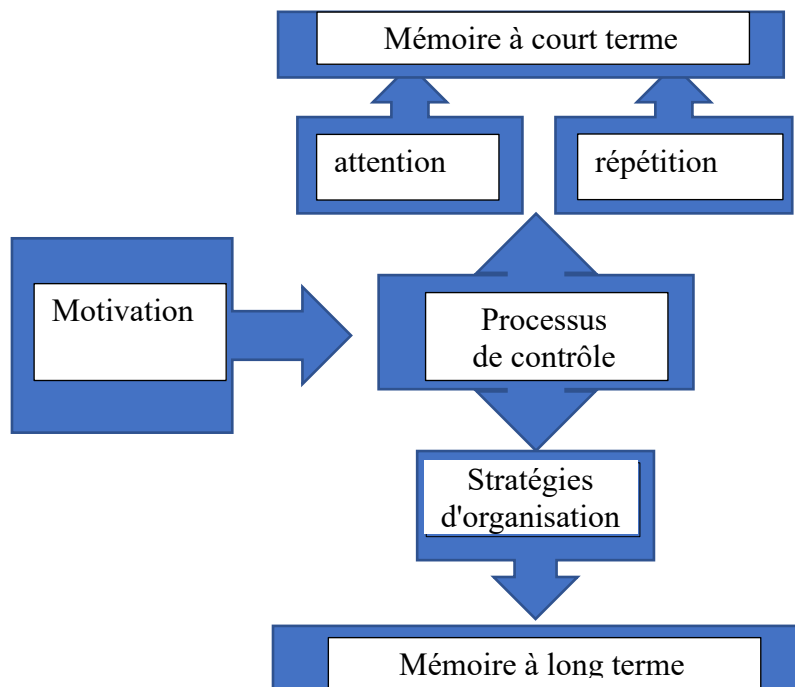 Mémoire à court terme
attention
répétition
Motivation
Processus
de contrôle
Stratégies
d'organisation
Mémoire à long terme